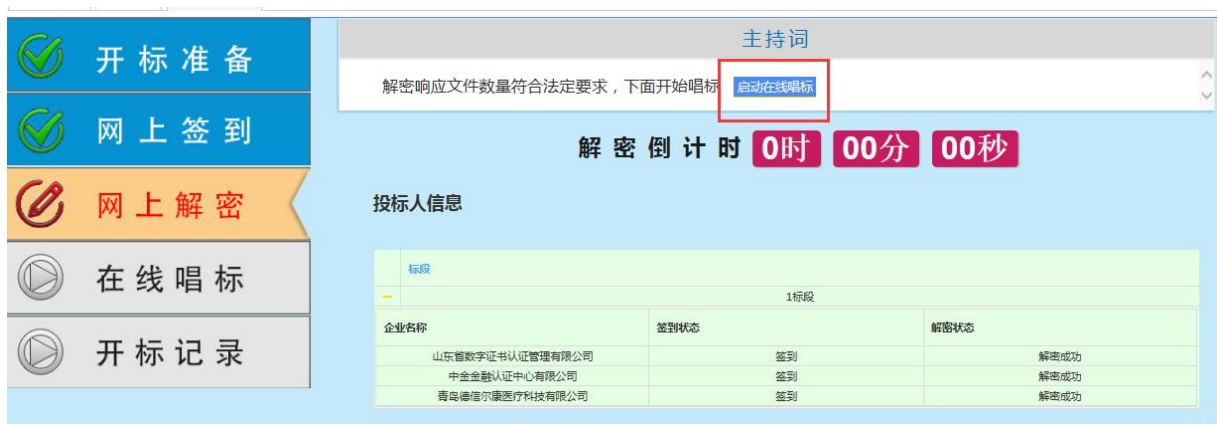 开标准备
网上签到
网上解密
在线唱标
开标记录
主持词
解密响应文件数量符合法定要求，下面开始唱标 启动在线唱标
解密倒计时 0时 00分 00秒
投标人信息
标段
1标段
企业名称 签到状态 解密状态
山东省数字证书认证管理有限公司 签到 解密成功
中金金融认证中心有限公司 签到 解密成功
青岛德信尔康医疗科技有限公司 签到 解密成功